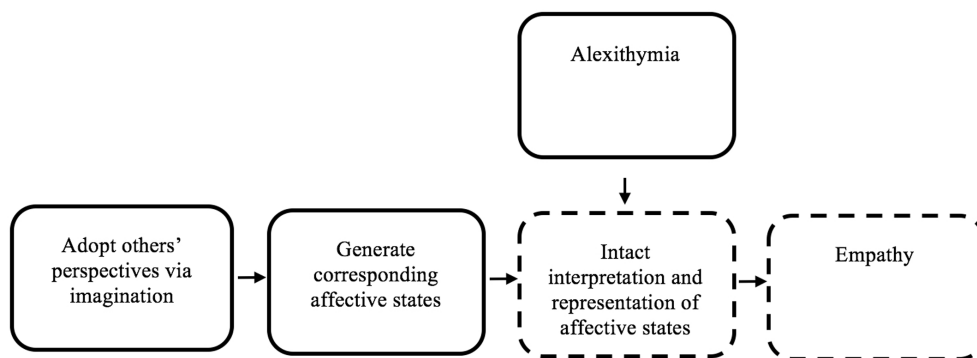 Alexithymia
Adopt others’
perspectives via
imagination
Generate
corresponding
affective states
Intact
interpretation and
representation of
affective states
Empathy